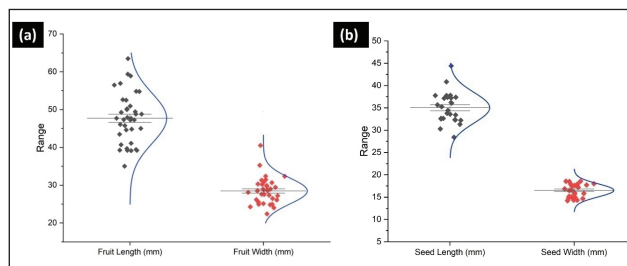 (a)
70
60
50
40
30
20
Range
Fruit Length (mm)
Fruit Width (mm)
(b)
50
45
40
35
30
25
20
15
10
5
Range
Seed Length (mm)
Seed Width (mm)